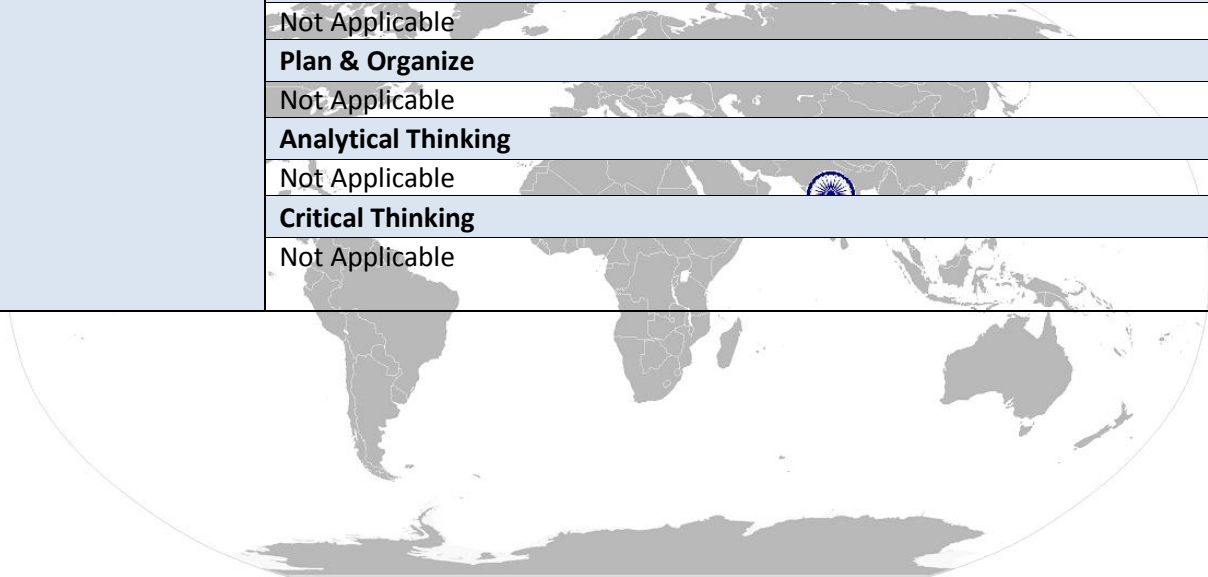 Not Applicable
Plan & Organize
Not Applicable
Analytical Thinking
Not Applicable
Critical Thinking
Not Applicable